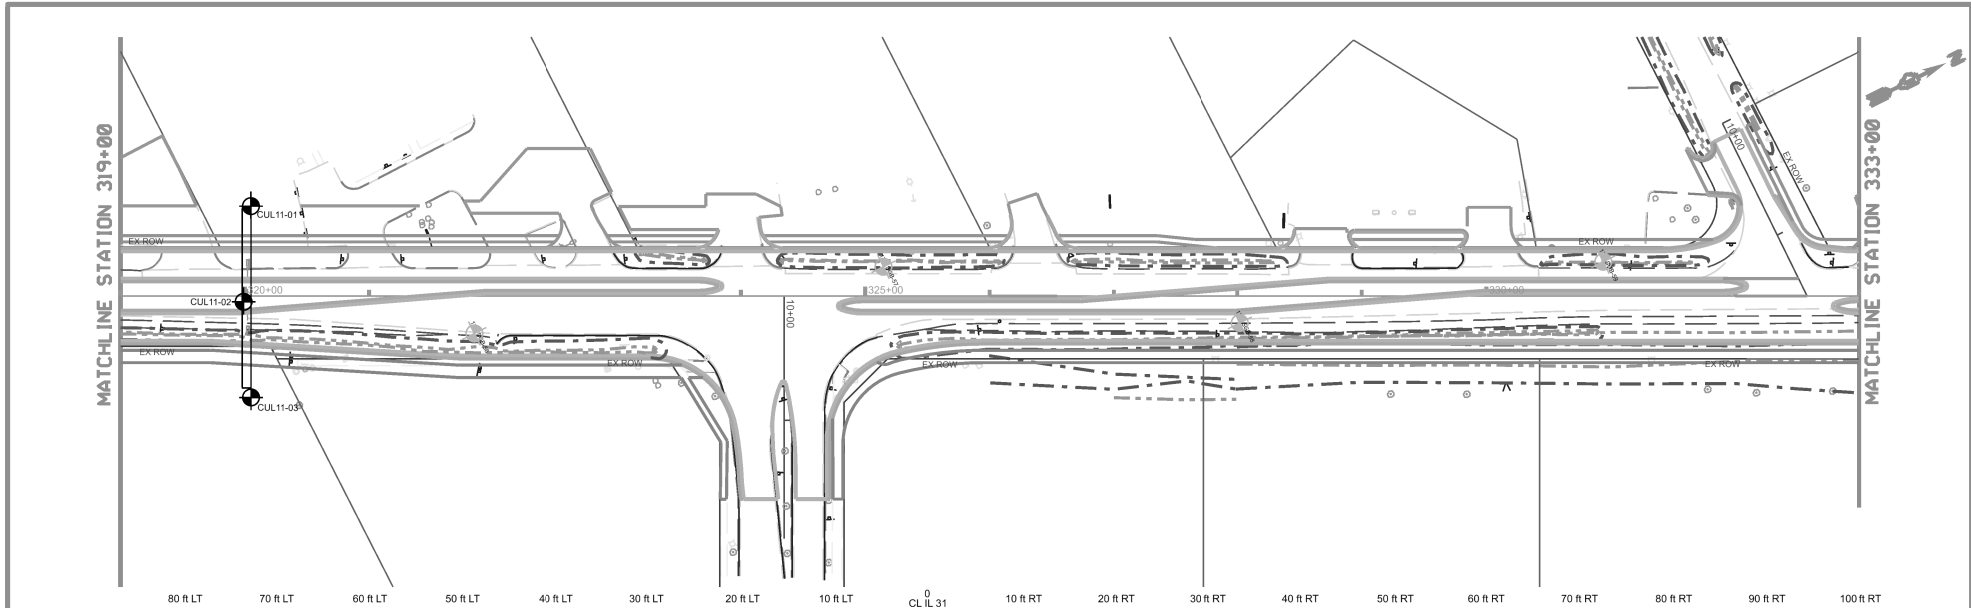 MATCHLINE STATION 319+00
MATCHLINE STATION 333+00
N
10+00
EX ROW
CUL11-01
EX ROW
EX ROW
CUL11-02
320+00
325+00
330+00
10+00
EX ROW
EX ROW
EX ROW
EX ROW
CUL11-03
80 ft LT
70 ft LT
60 ft LT
50 ft LT
40 ft LT
30 ft LT
20 ft LT
10 ft LT
0
CL IL 31
10 ft RT
20 ft RT
30 ft RT
40 ft RT
50 ft RT
60 ft RT
70 ft RT
80 ft RT
90 ft RT
100 ft RT